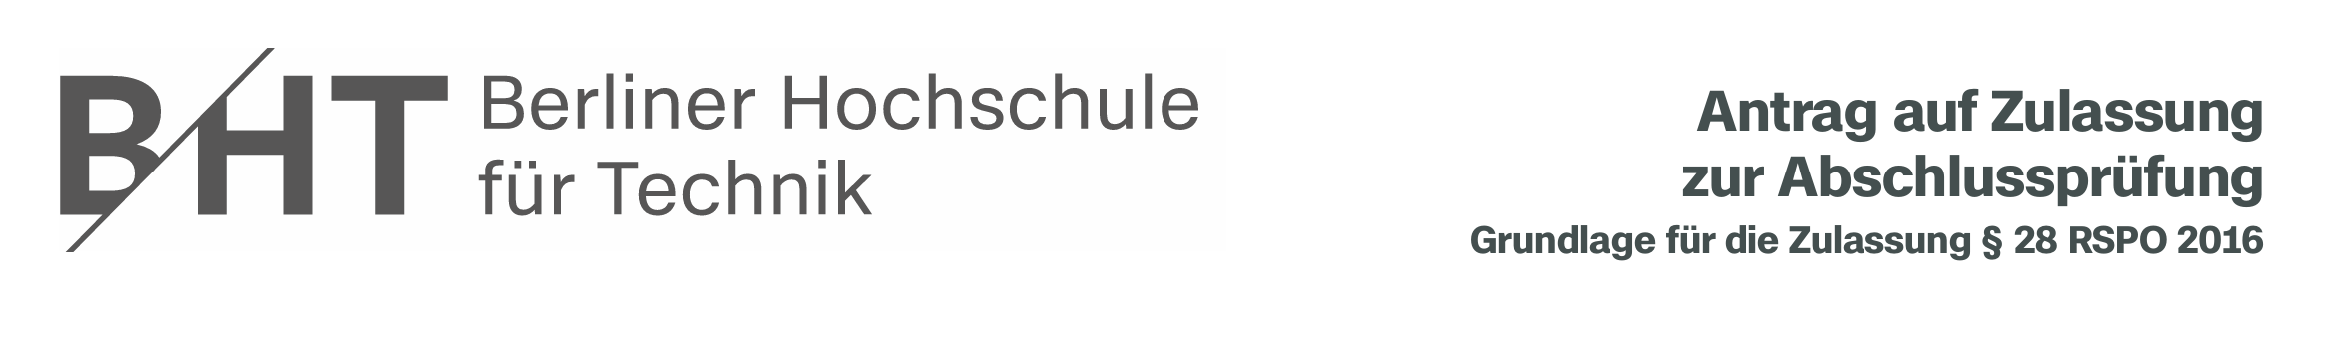 BHT
Berliner Hochschule
für Technik
Antrag auf Zulassung
zur Abschlussprüfung
Grundlage für die Zulassung § 28 RSPO 2016